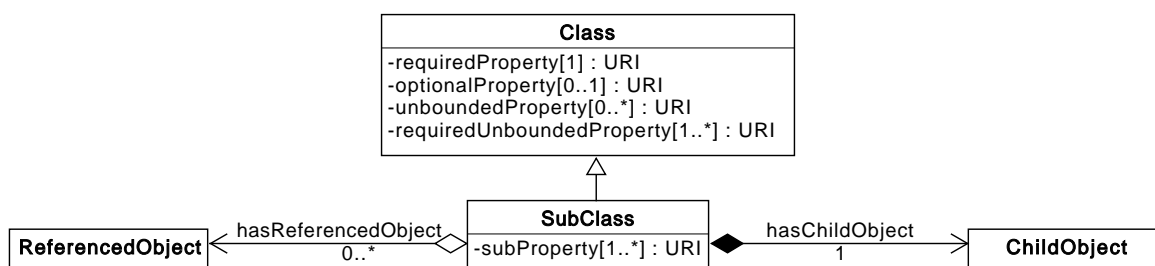 Class
-requiredProperty[1] : URI
-optionalProperty[0..1] : URI
-unboundedProperty[0..*] : URI
-requiredUnboundedProperty[1..*] : URI
ReferencedObject
hasReferencedObject
0..*
SubClass
-subProperty[1..*] : URI
hasChildObject
1
ChildObject